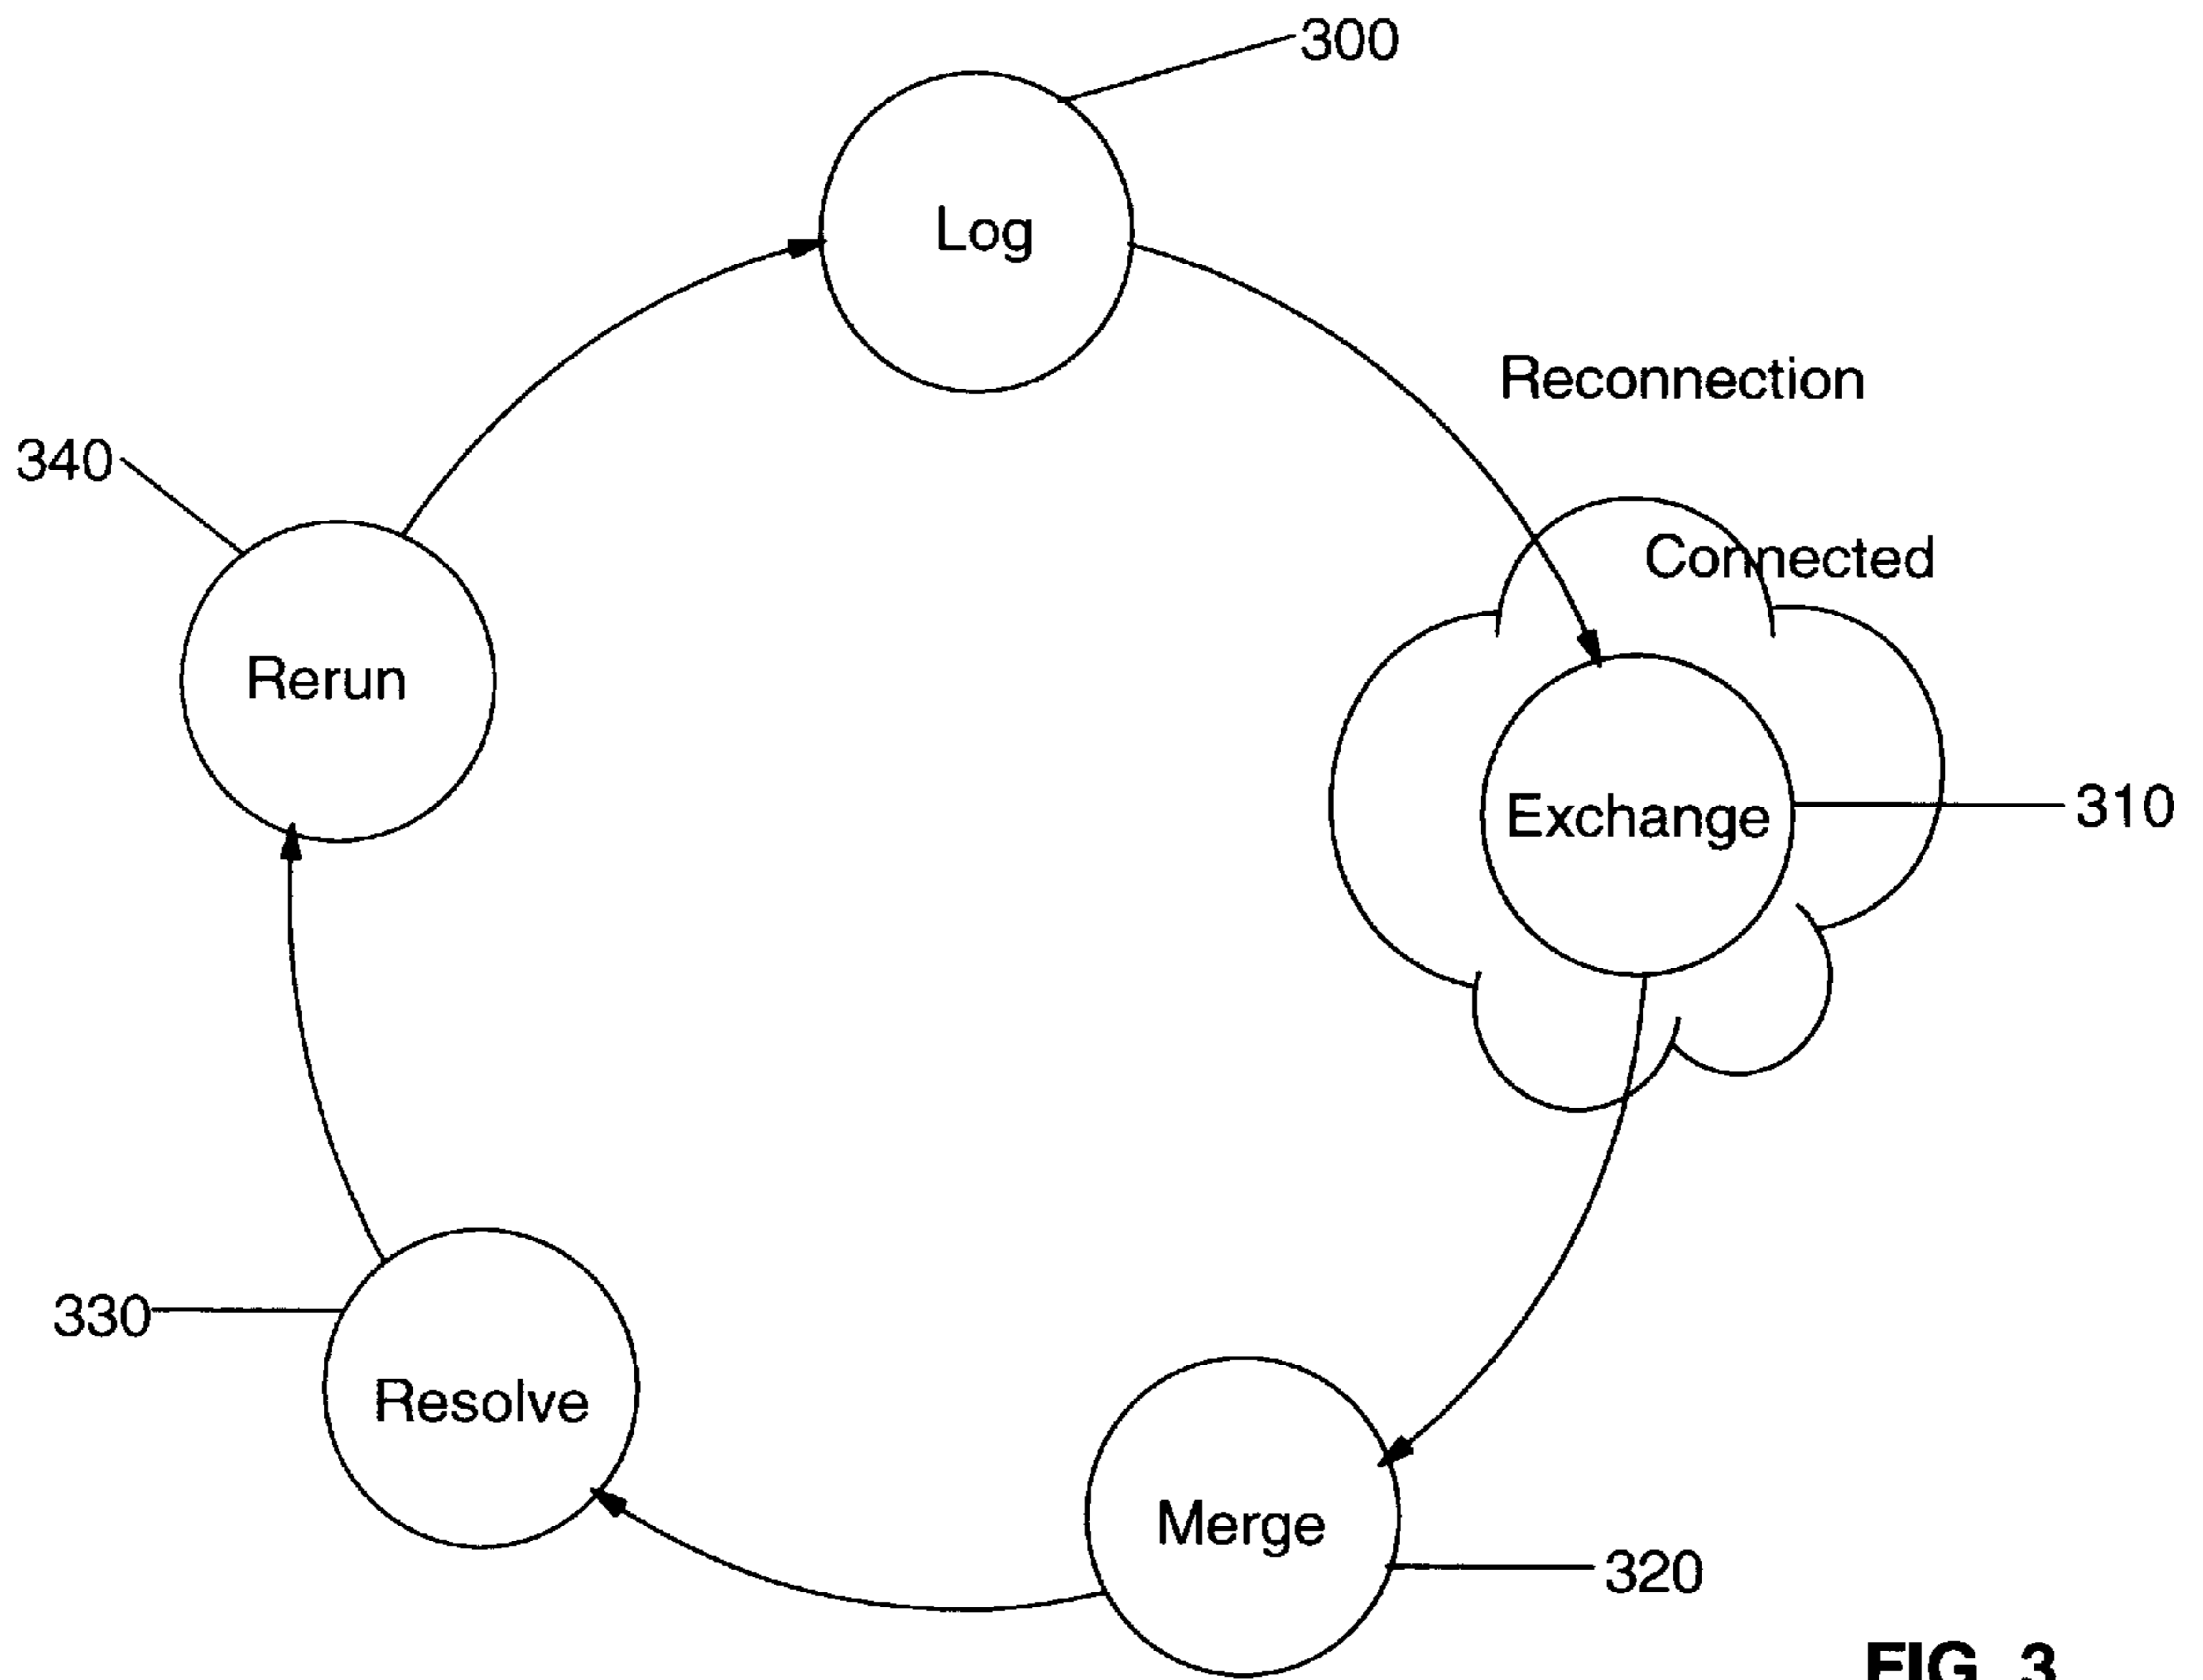 300
Log
Reconnection
340
Connected
Rerun
Exchange
310
330
Resolve
Merge
320
FIG. 3